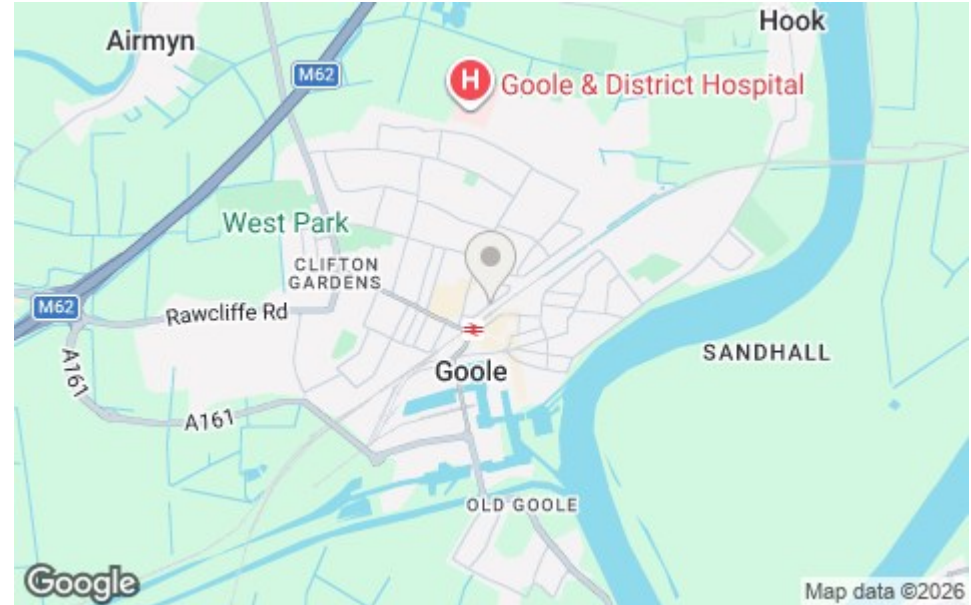 Hook
Airmyn
M62
H
Goole & District Hospital
West Park
CLIFTON
GARDENS
M62
Rawcliffe Rd
SANDHALL
A161
Goole
A161
OLD GOOLE
Google
Map data ©2026